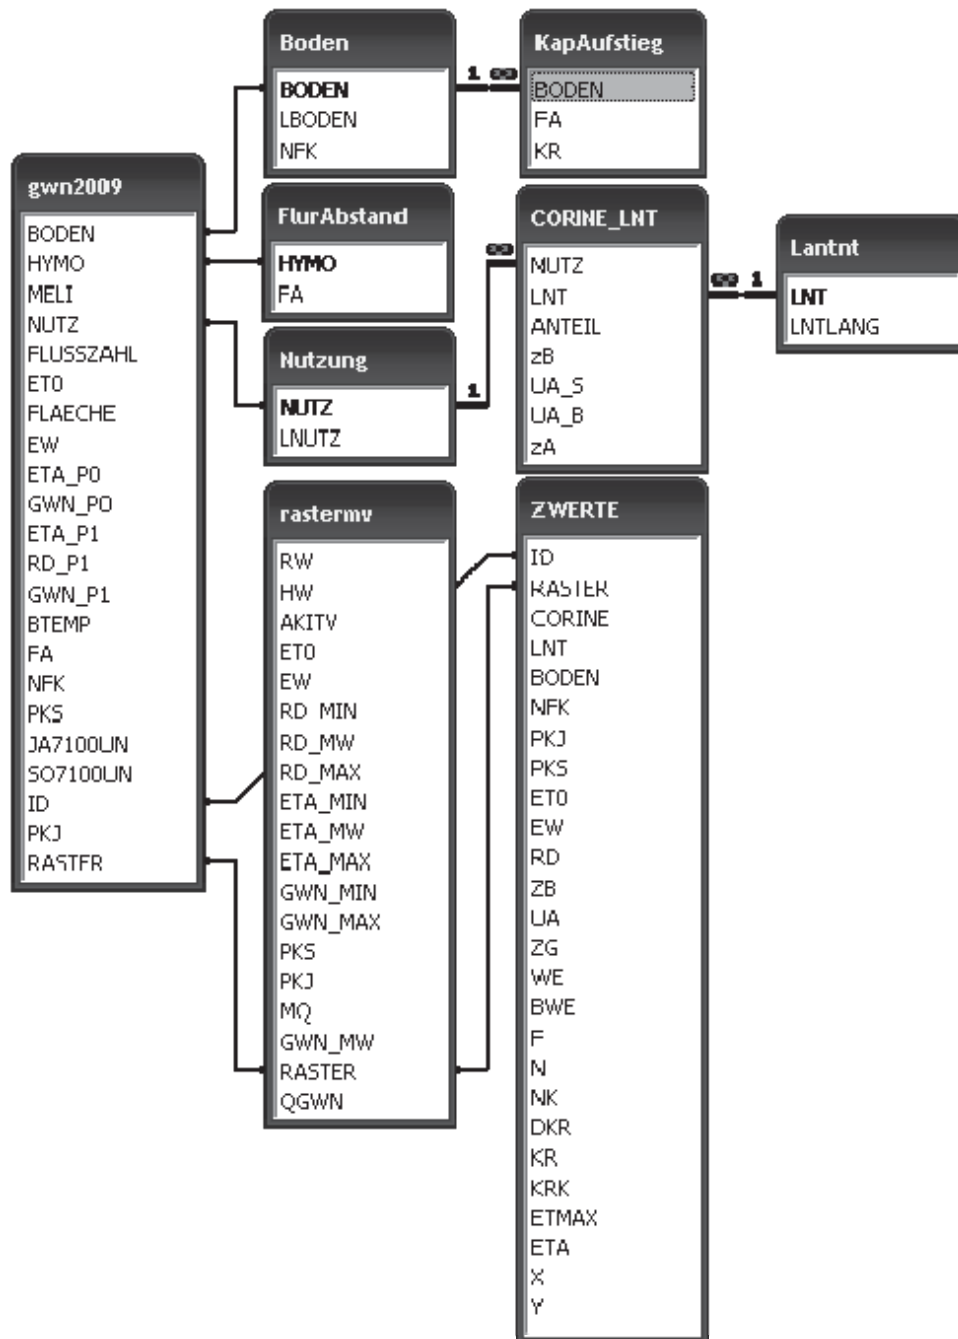 Boden
BODEN
LBODEN
NFK
1 ∞
KapAufstieg
BODEN
FA
KR
gwn2009
BODEN
HYMO
MELI
NUTZ
FLUSSZAHL
ET0
FLAECHE
EW
ETA_P0
GWN_P0
ETA_P1
RD_P1
GWN_P1
BTEMP
FA
NFK
PKS
JA7100UN
SO7100UN
ID
PKJ
RASTER
FlurAbstand
HYMO
FA
Nutzung
NUTZ
LNUTZ
1
∞
CORINE_LNT
NUTZ
LNT
ANTEIL
zB
UA_S
UA_B
zA
∞ 1
Lantnt
LNT
LNTLANG
rastermv
RW
HW
AKITV
ET0
EW
RD_MIN
RD_MW
RD_MAX
ETA_MIN
ETA_MW
ETA_MAX
GWN_MIN
GWN_MAX
PKS
PKJ
MQ
GWN_MW
RASTER
QGWN
ZWERTE
ID
RASTER
CORINE
LNT
BODEN
NFK
PKJ
PKS
ET0
EW
RD
ZB
UA
ZG
WE
BWE
F
N
NK
DKR
KR
KRK
ETMAX
ETA
X
Y